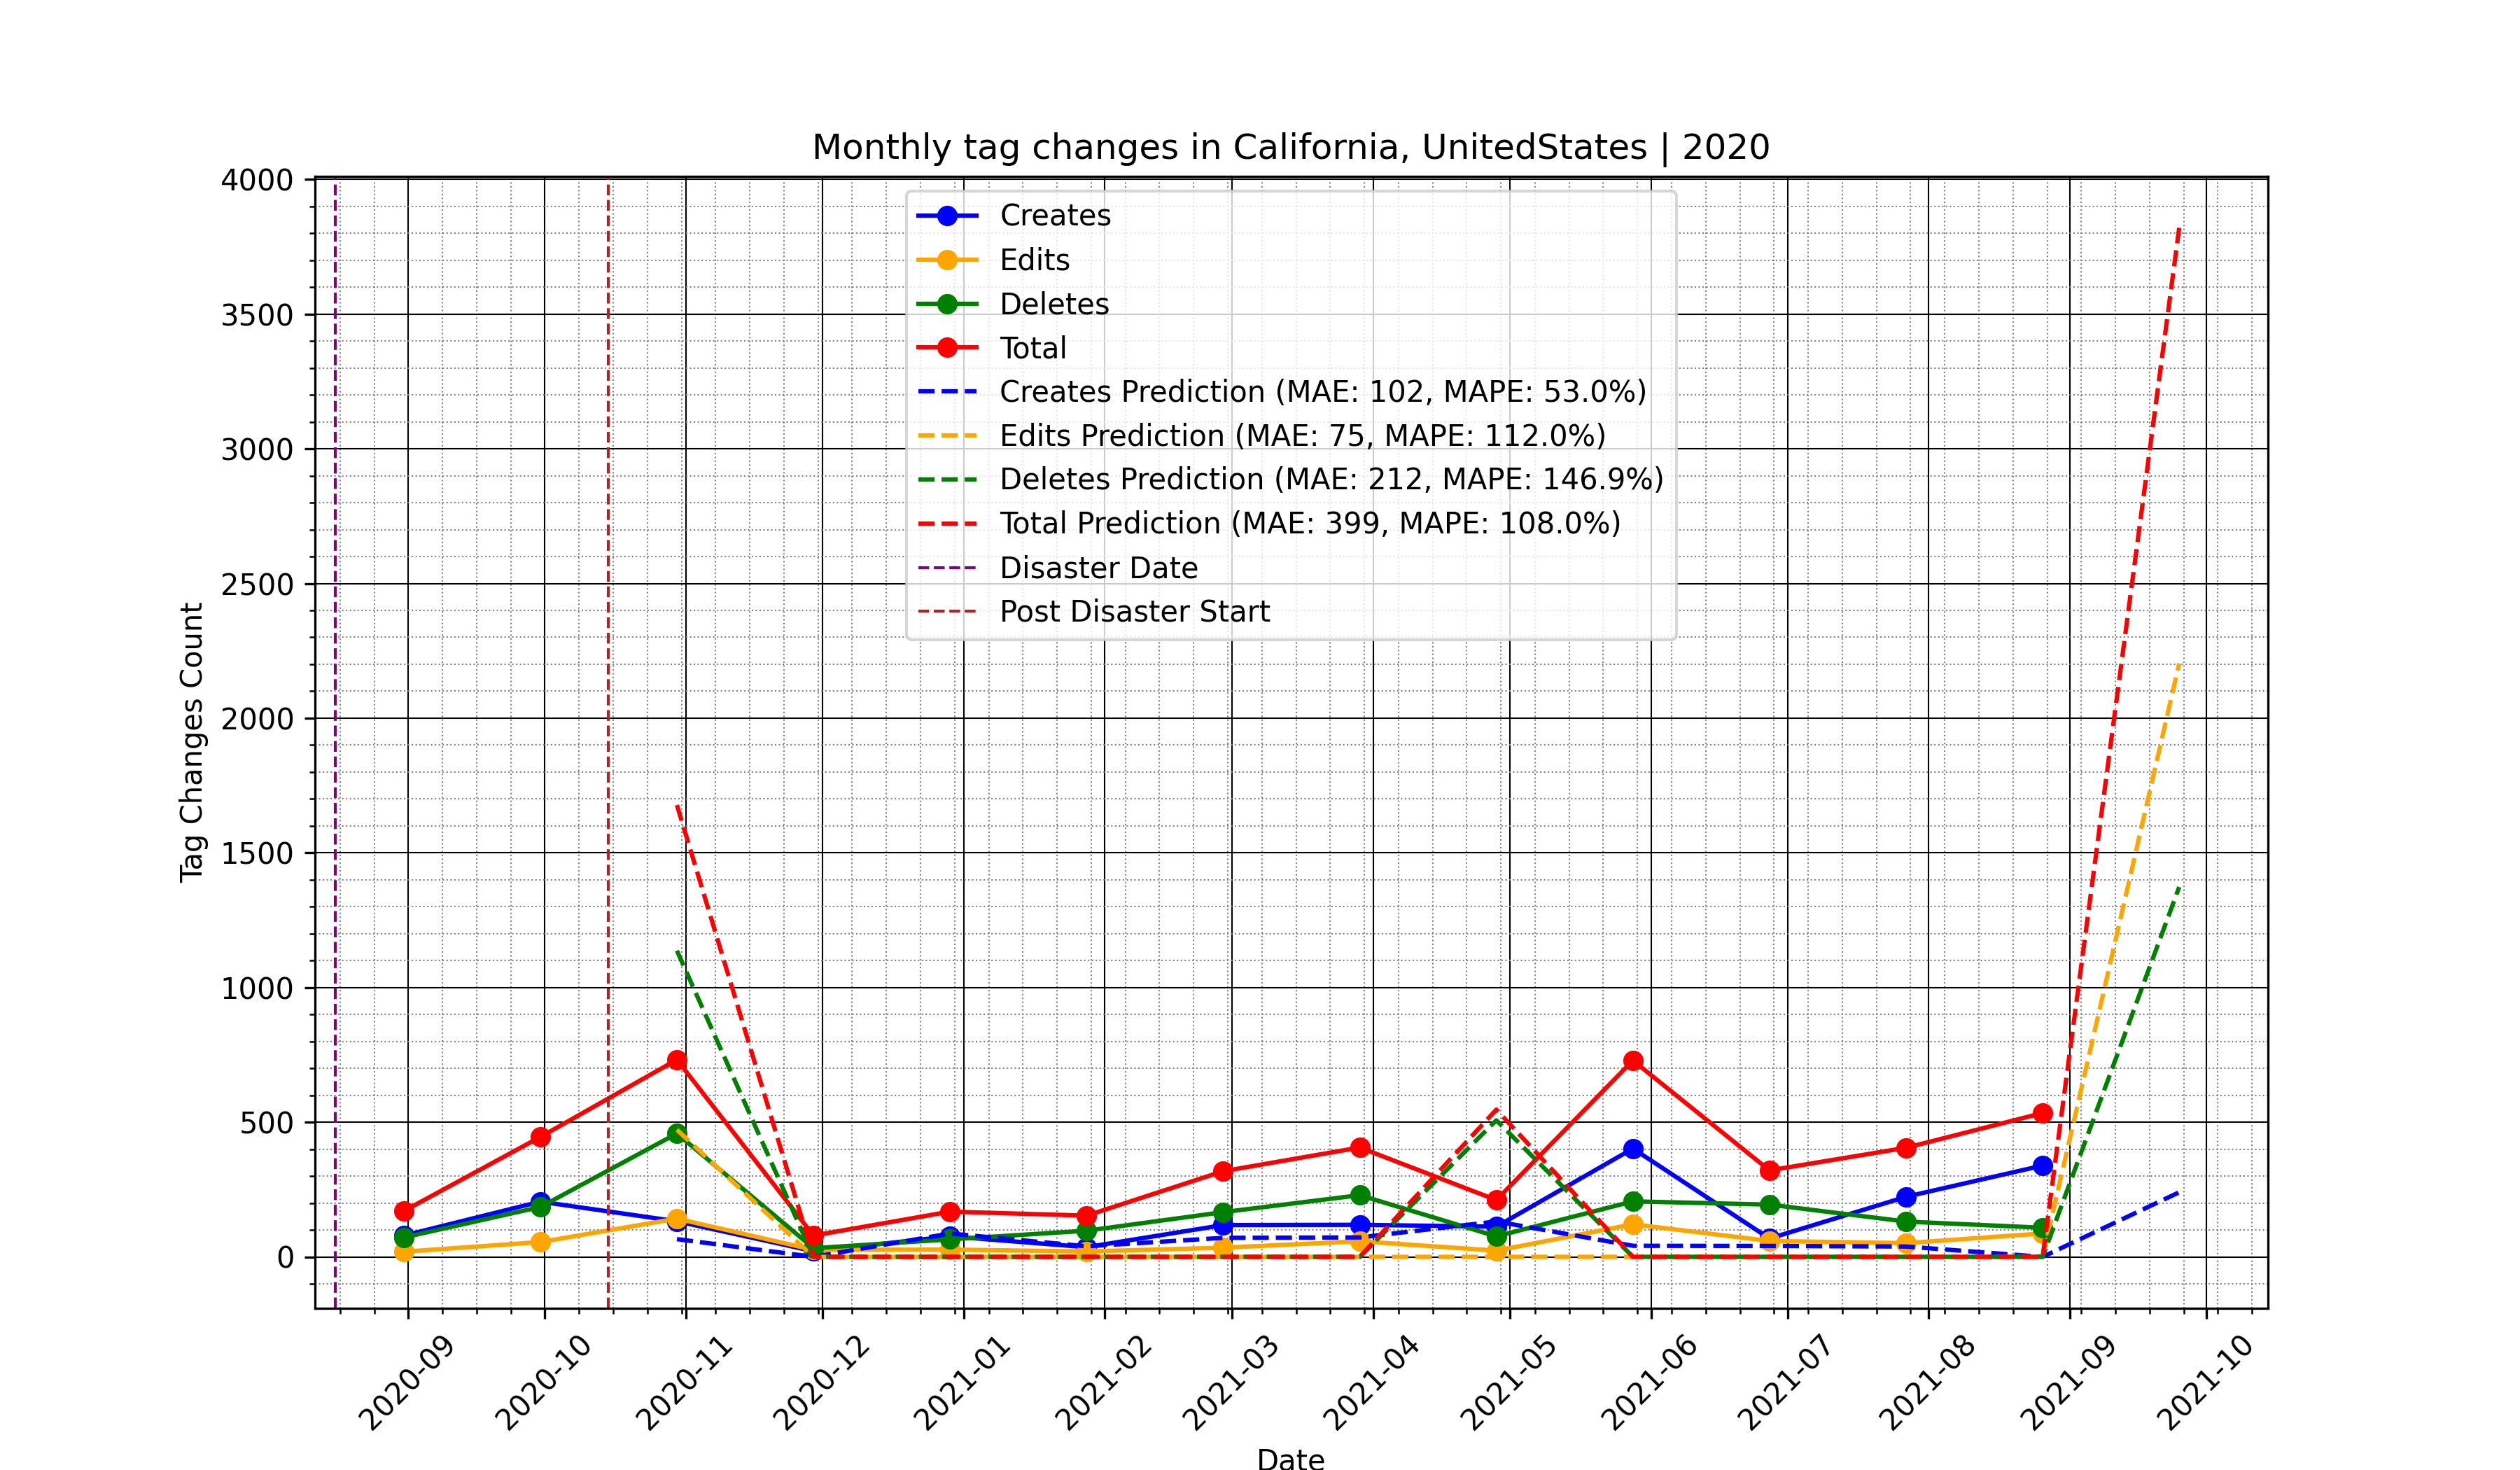 Monthly tag changes in California, UnitedStates | 2020
4000
3500
3000
2500
2000
1500
1000
500
0
Tag Changes Count
Creates
Edits
Deletes
Total
Creates Prediction (MAE: 102, MAPE: 53.0%)
Edits Prediction (MAE: 75, MAPE: 112.0%)
Deletes Prediction (MAE: 212, MAPE: 146.9%)
Total Prediction (MAE: 399, MAPE: 108.0%)
Disaster Date
Post Disaster Start
2020-09
2020-10
2020-11
2020-12
2021-01
2021-02
2021-03
2021-04
2021-05
2021-06
2021-07
2021-08
2021-09
2021-10
Date